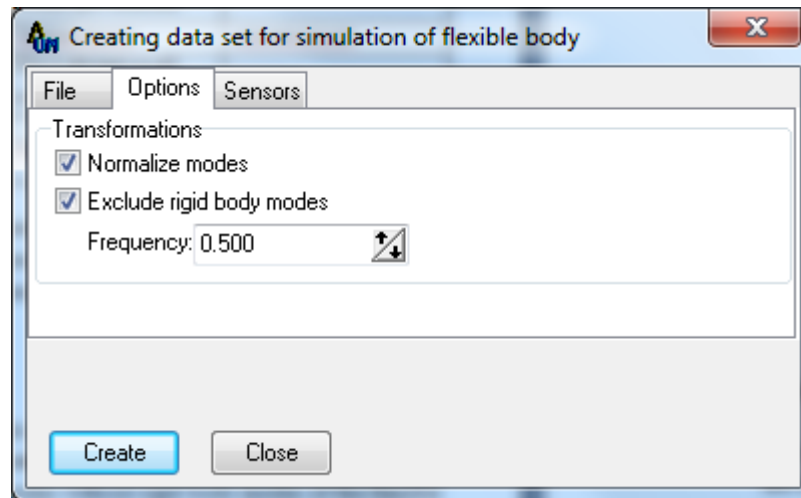 Creating data set for simulation of flexible body
File Options Sensors
Transformations
Normalize modes
Exclude rigid body modes
Frequency: 0.500
Create Close